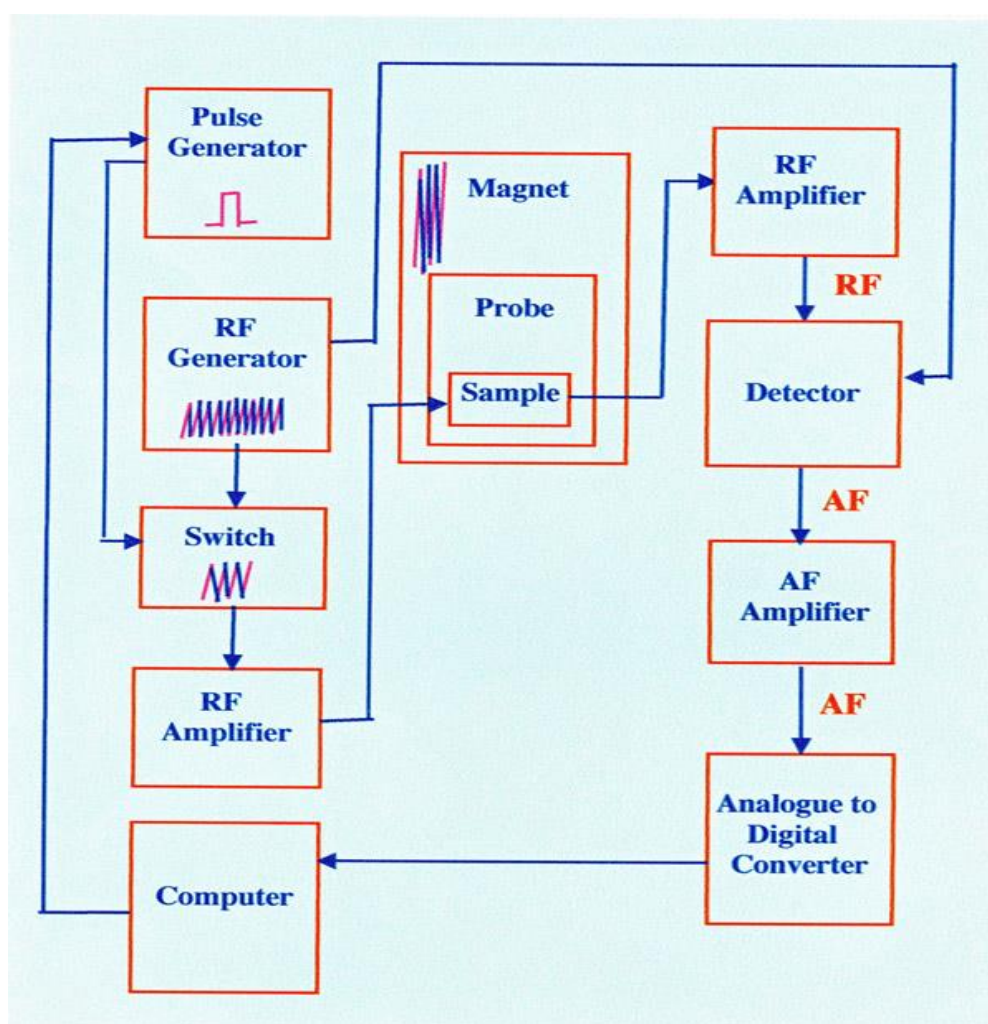 Pulse
Generator
RF
Generator
Switch
RF
Amplifier
Computer
Magnet
Probe
Sample
RF
Amplifier
RF
Detector
AF
AF
Amplifier
AF
Analogue to
Digital
Converter